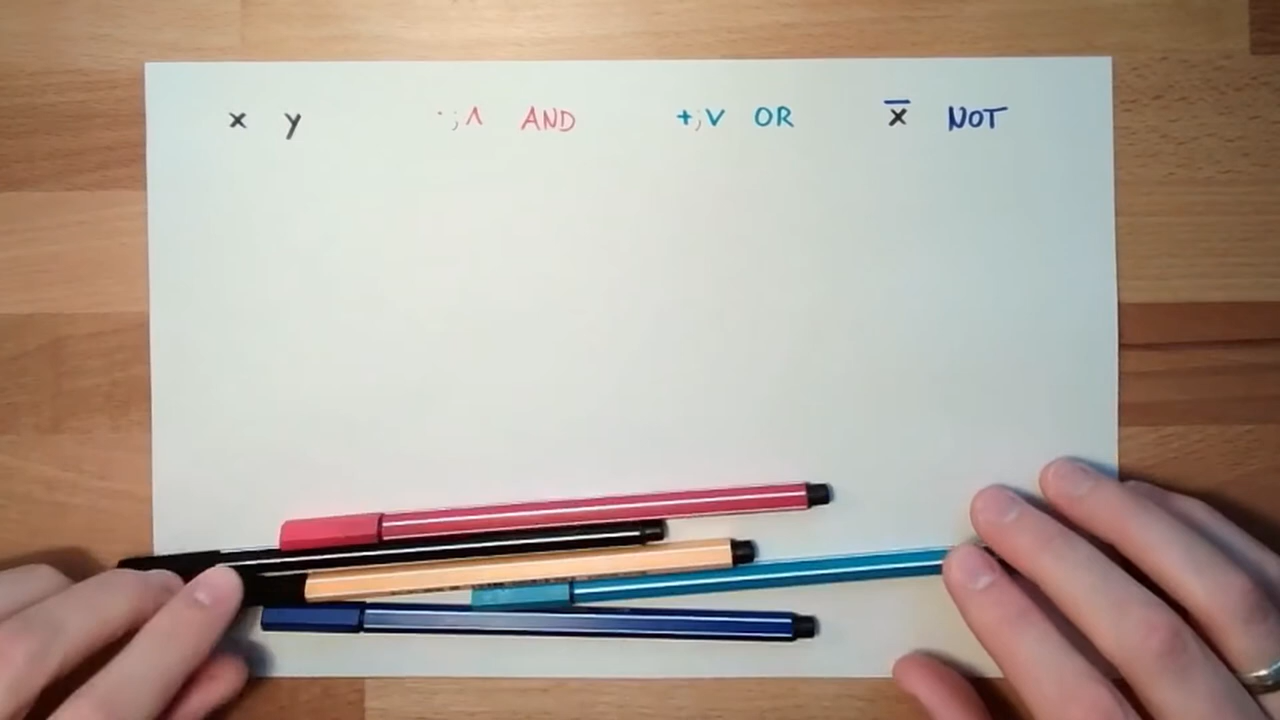 x y ·;∧ AND +;∨ OR x̅ NOT